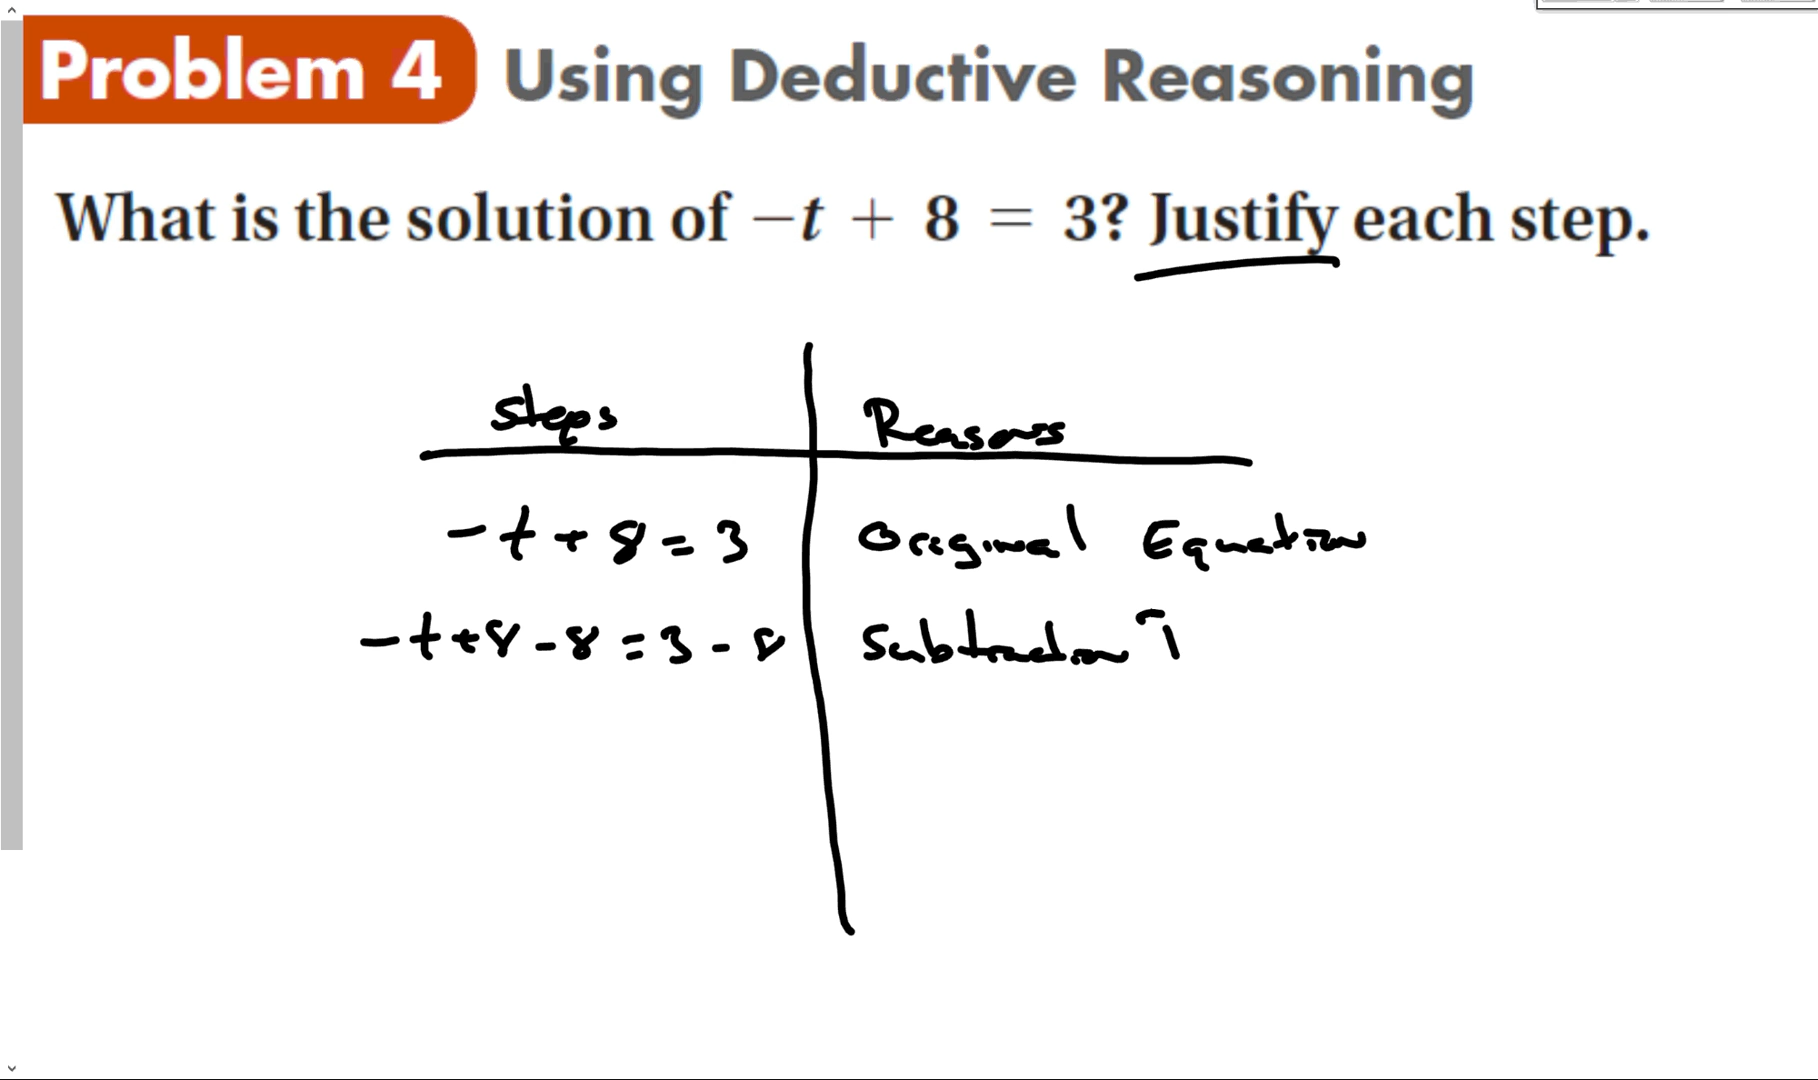 Problem 4 Using Deductive Reasoning
What is the solution of −t + 8 = 3? Justify each step.
Steps Reasons
-t + 8 = 3 Original Equation
-t+8-8=3-8 Subtraction